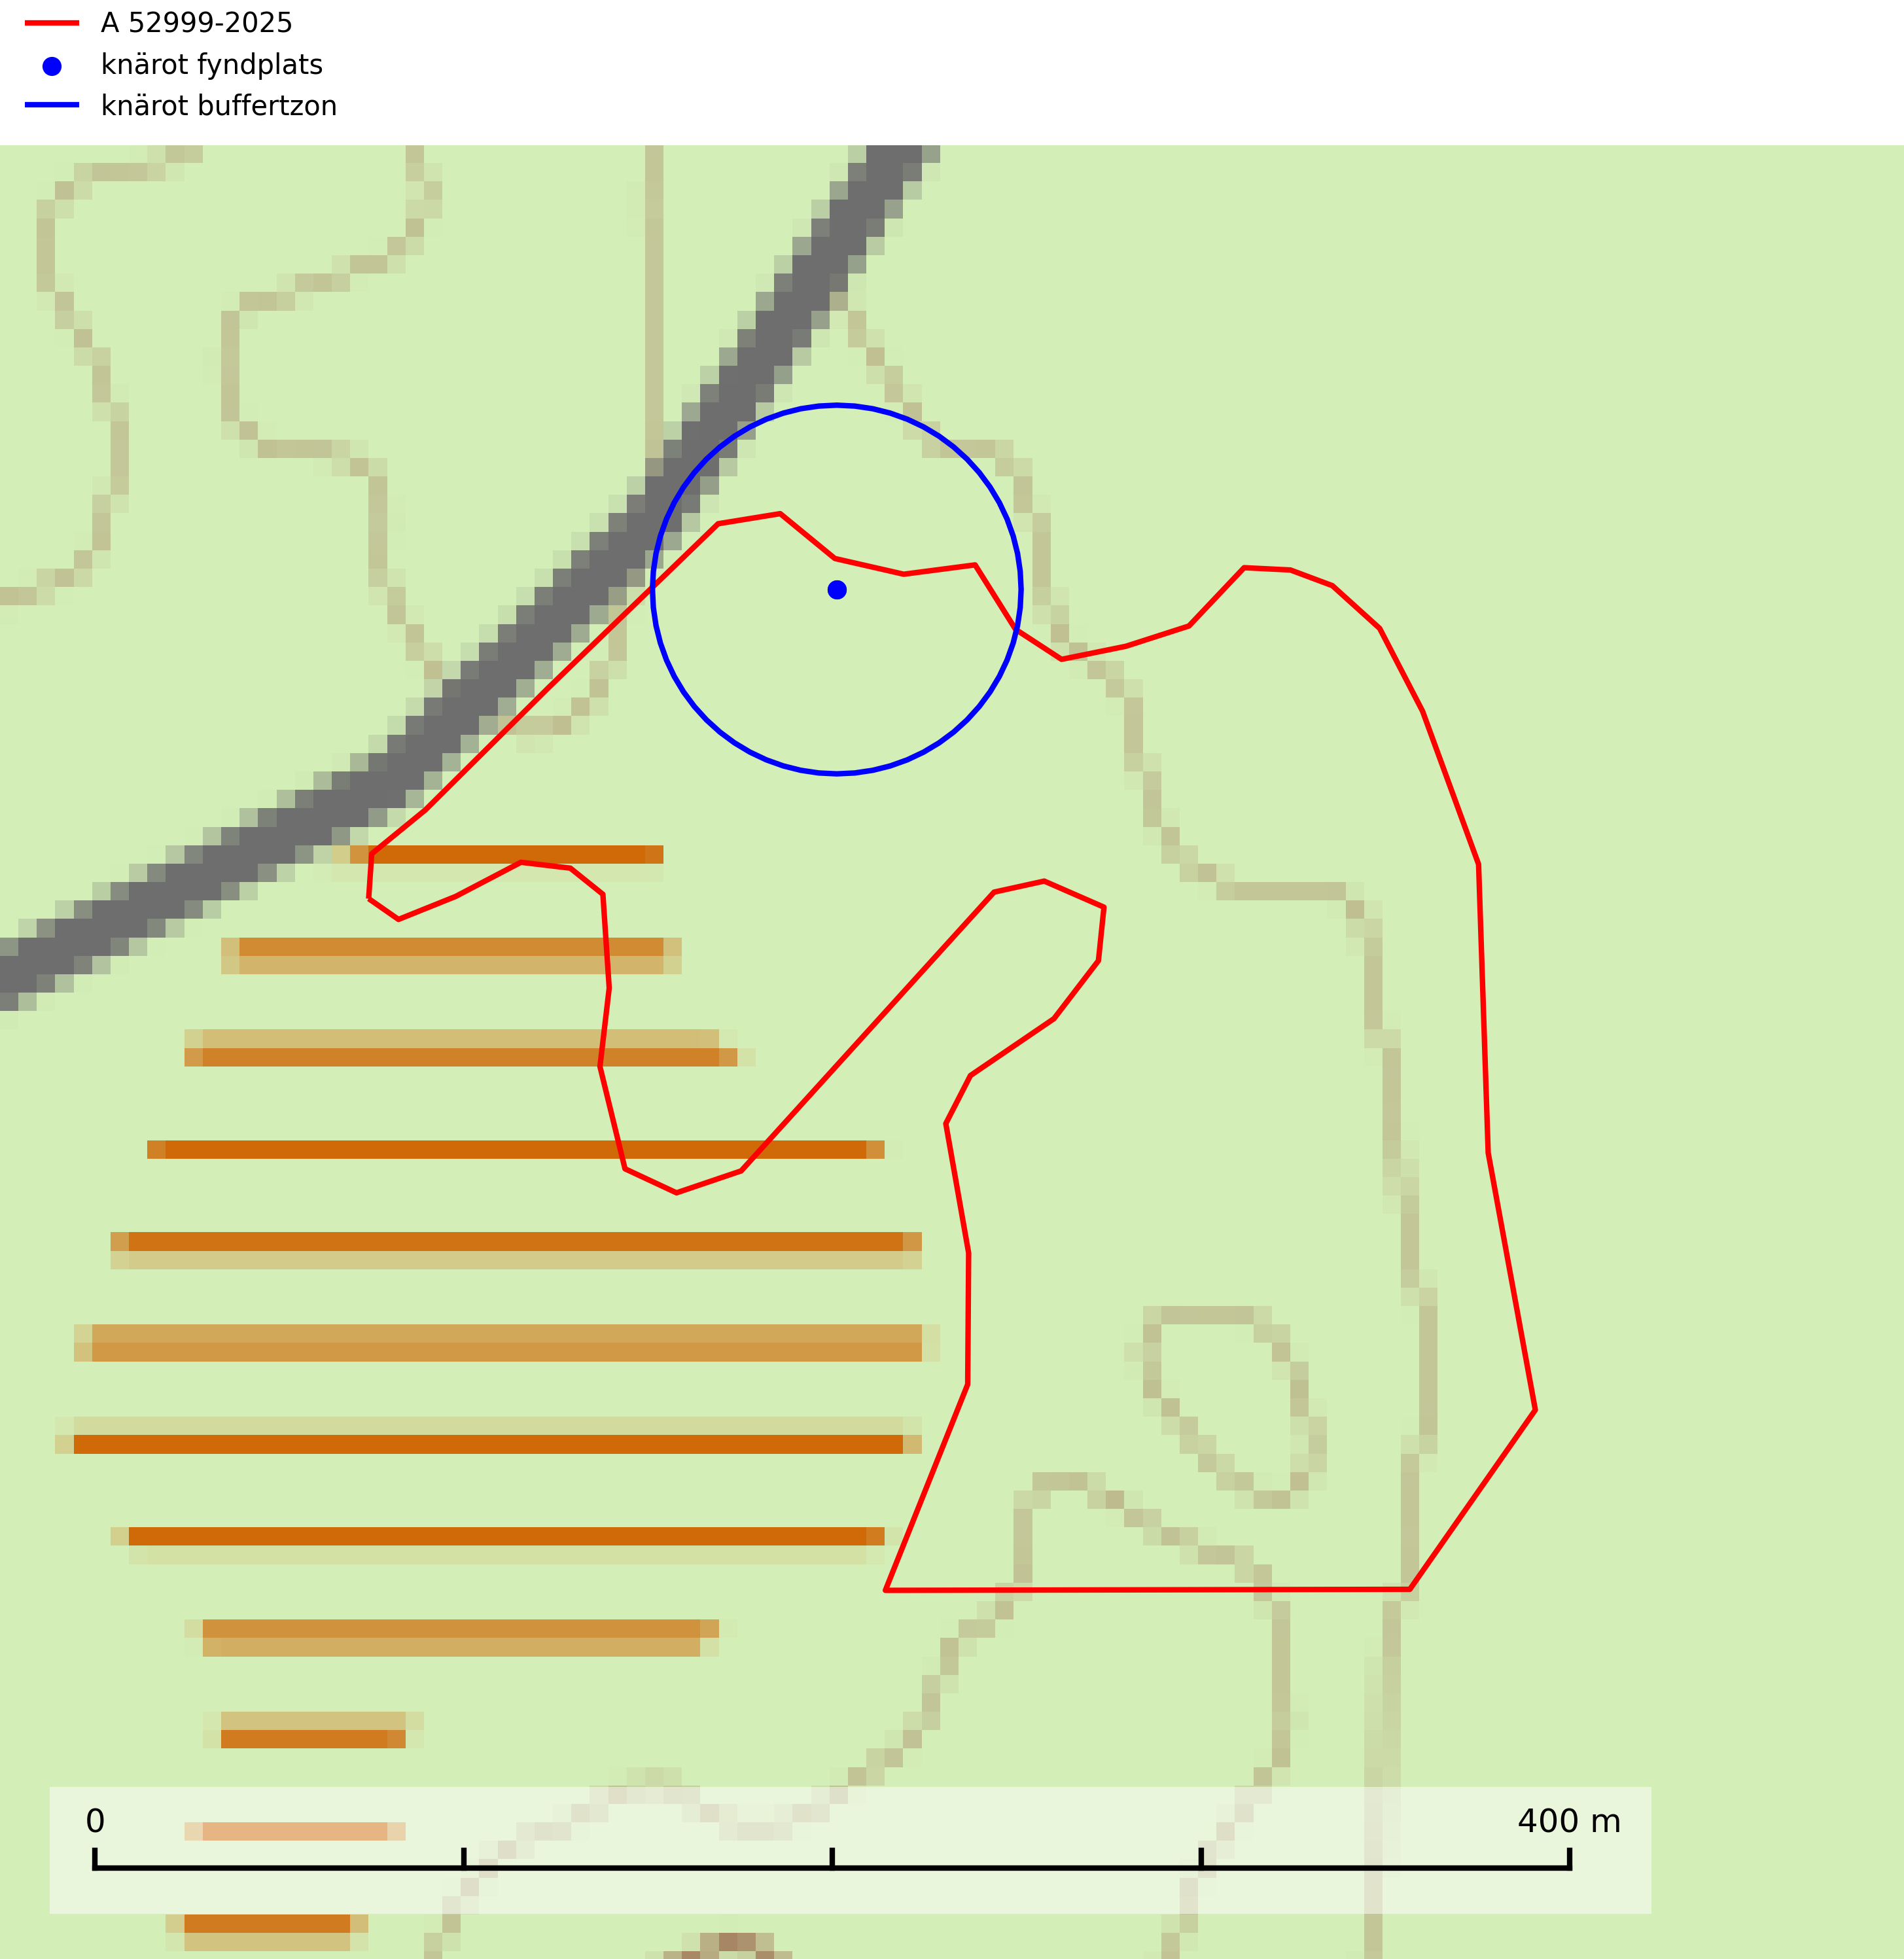 A 52999-2025
knärot fyndplats
knärot buffertzon
0
400 m